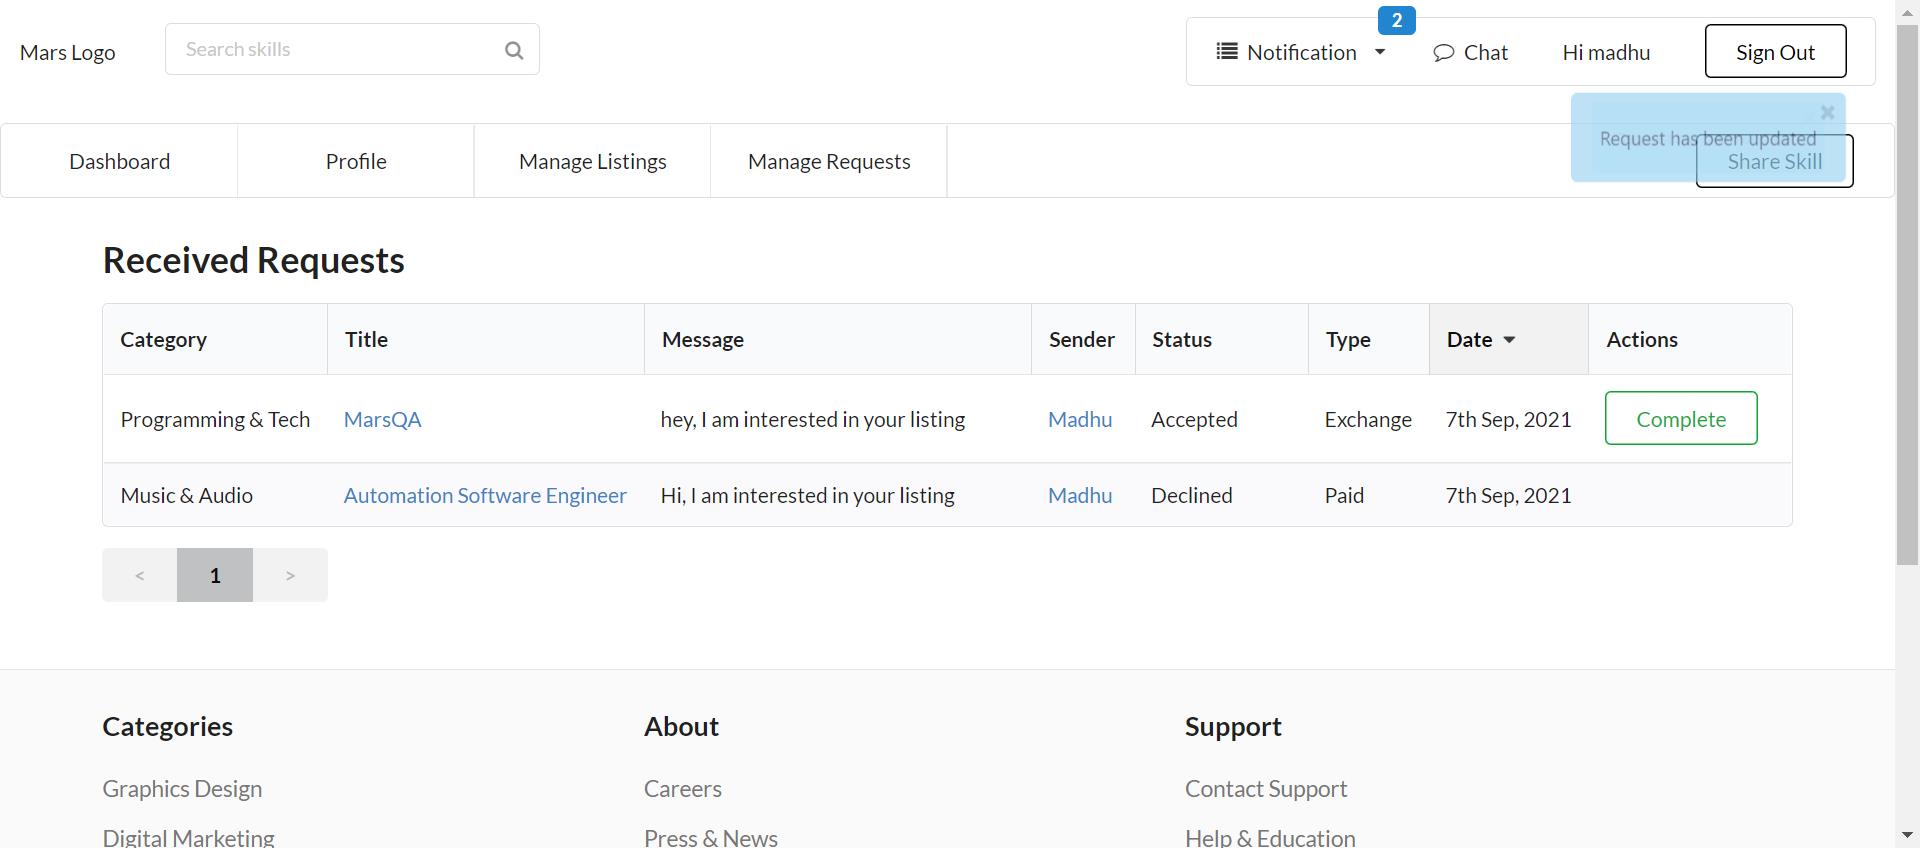 Mars Logo
Search skills
Notification
2
Chat
Hi madhu
Sign Out
Request has been updated
Dashboard
Profile
Manage Listings
Manage Requests
Share Skill
Received Requests
Category Title Message Sender Status Type Date Actions
Programming & Tech MarsQA hey, I am interested in your listing Madhu Accepted Exchange 7th Sep, 2021 Complete
Music & Audio Automation Software Engineer Hi, I am interested in your listing Madhu Declined Paid 7th Sep, 2021
< 1 >
Categories
Graphics Design
Digital Marketing
About
Careers
Press & News
Support
Contact Support
Help & Education